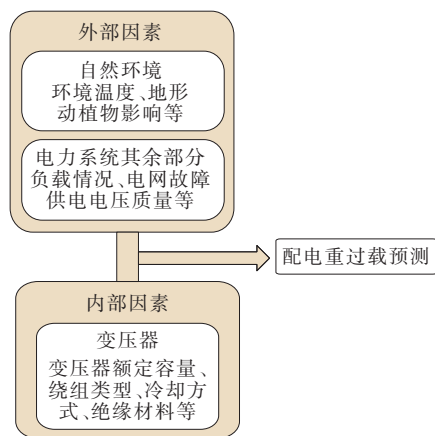 外部因素
自然环境
环境温度、地形
动植物影响等
电力系统其余部分
负载情况、电网故障
供电电压质量等
配电重过载预测
内部因素
变压器
变压器额定容量、
绕组类型、冷却方
式、绝缘材料等